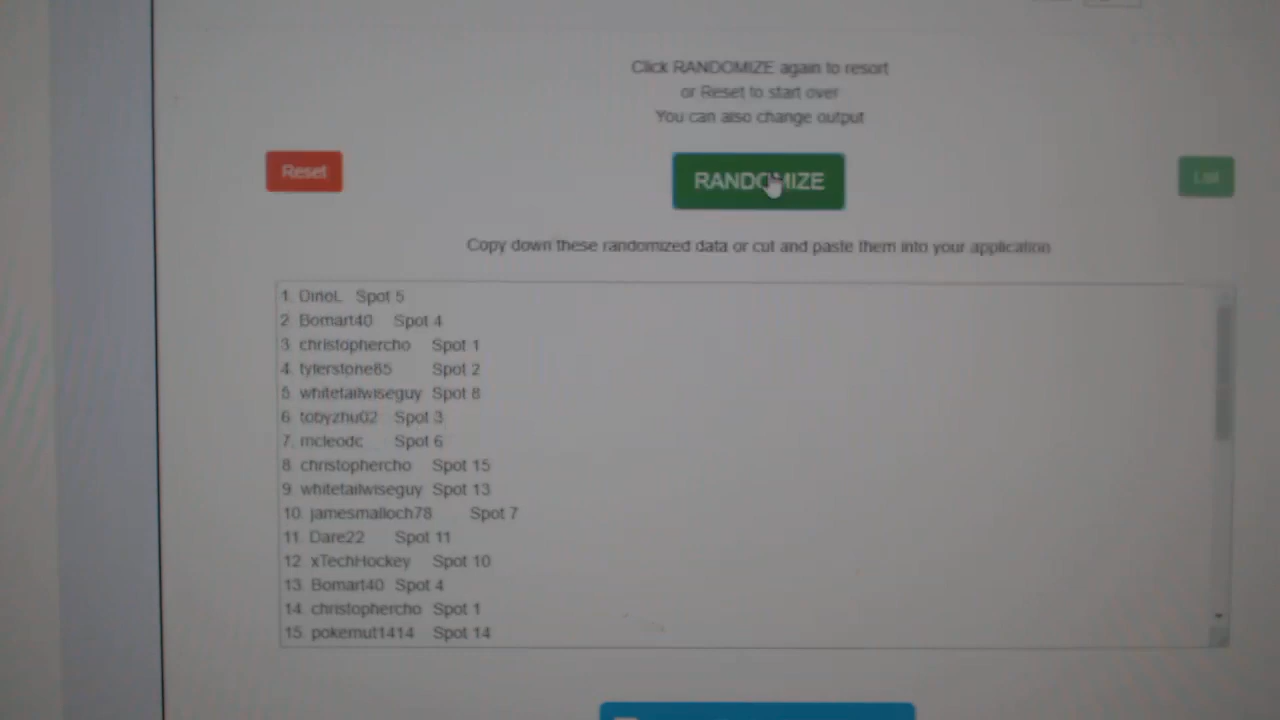 Click RANDOMIZE again to resort
or Reset to start over
You can also change output
Reset
RANDOMIZE
List
Copy down these randomized data or cut and paste them into your application
1. DinoL Spot 5
2. Bomart40 Spot 4
3. christophercho Spot 1
4. tylerstone85 Spot 2
5. whitetailwiseguy Spot 8
6. tobyzhu02 Spot 3
7. mcleodc Spot 6
8. christophercho Spot 15
9. whitetailwiseguy Spot 13
10. jamesmalloch78 Spot 7
11. Dare22 Spot 11
12. xTechHockey Spot 10
13. Bomart40 Spot 4
14. christophercho Spot 1
15. pokemut1414 Spot 14